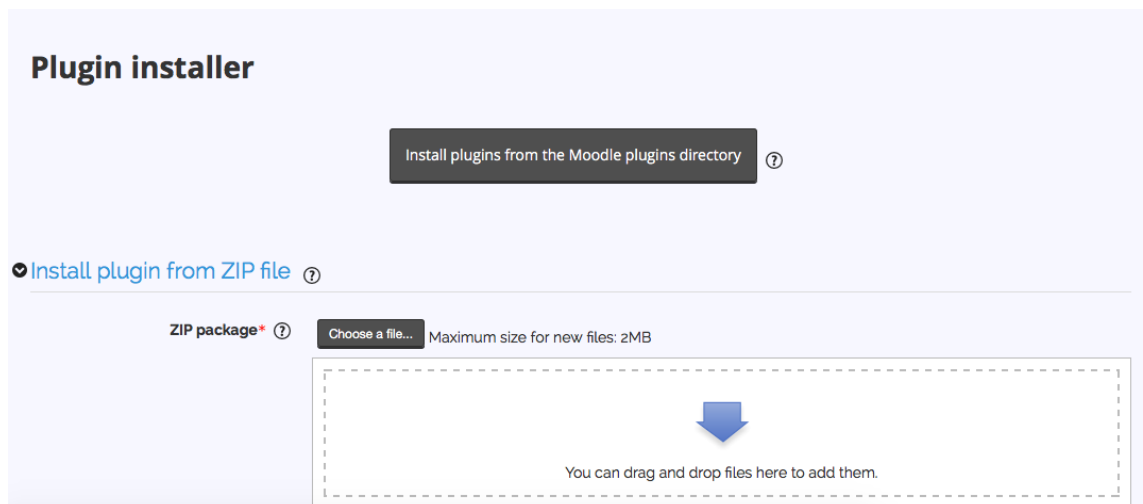 Plugin installer
Install plugins from the Moodle plugins directory ?
Install plugin from ZIP file ?
ZIP package* ? Choose a file... Maximum size for new files: 2MB
You can drag and drop files here to add them.